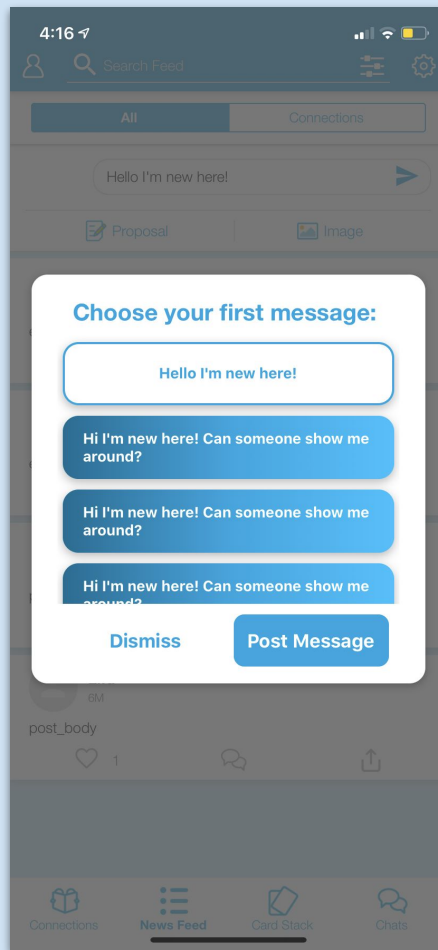 4:16
Search Feed
All
Connections
Hello I'm new here!
Proposal
Image
Choose your first message:
Hello I'm new here!
Hi I'm new here! Can someone show me
around?
Hi I'm new here! Can someone show me
around?
Hi I'm new here! Can someone show me
around?
Dismiss
Post Message
6M
post_body
1
Connections
News Feed
Card Stack
Chats